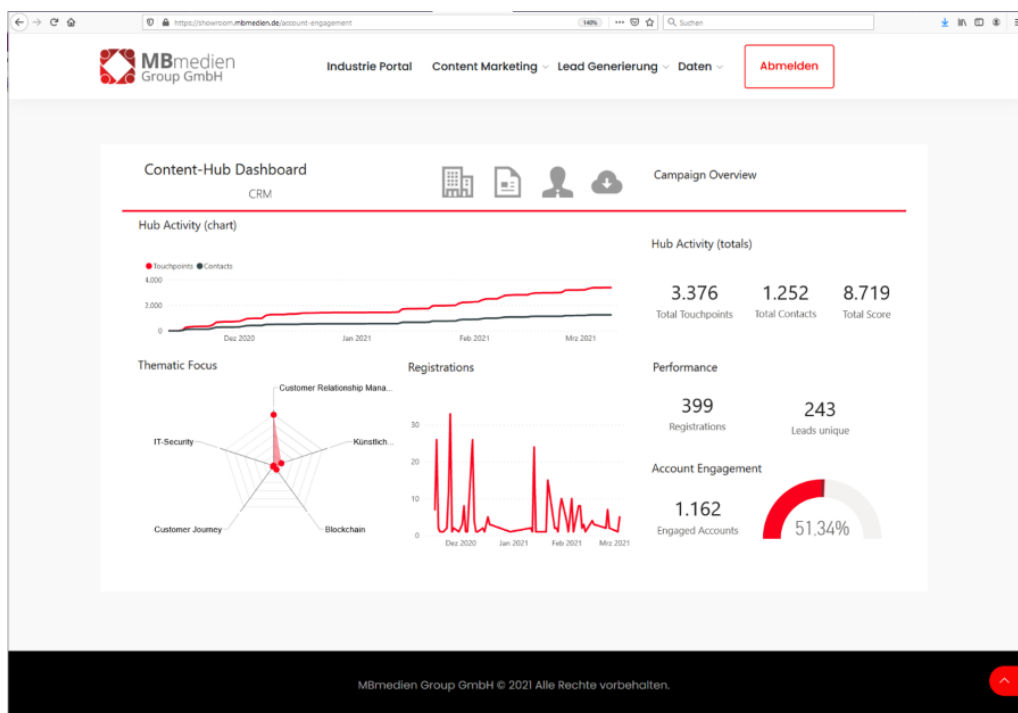 https://showroom.mbmedien.de/account-engagement
140%
Suchen
MBmedien
Group GmbH
Industrie Portal
Content Marketing
Lead Generierung
Daten
Abmelden
Content-Hub Dashboard
CRM
Campaign Overview
Hub Activity (chart)
Touchpoints
Contacts
4.000
2.000
0
Dez 2020
Jan 2021
Feb 2021
Mrz 2021
Hub Activity (totals)
3.376
Total Touchpoints
1.252
Total Contacts
8.719
Total Score
Thematic Focus
Customer Relationship Mana...
IT-Security
Künstlich...
Customer Journey
Blockchain
Registrations
30
20
10
0
Dez 2020
Jan 2021
Feb 2021
Mrz 2021
Performance
399
Registrations
243
Leads unique
Account Engagement
1.162
Engaged Accounts
51,34%
MBmedien Group GmbH © 2021 Alle Rechte vorbehalten.